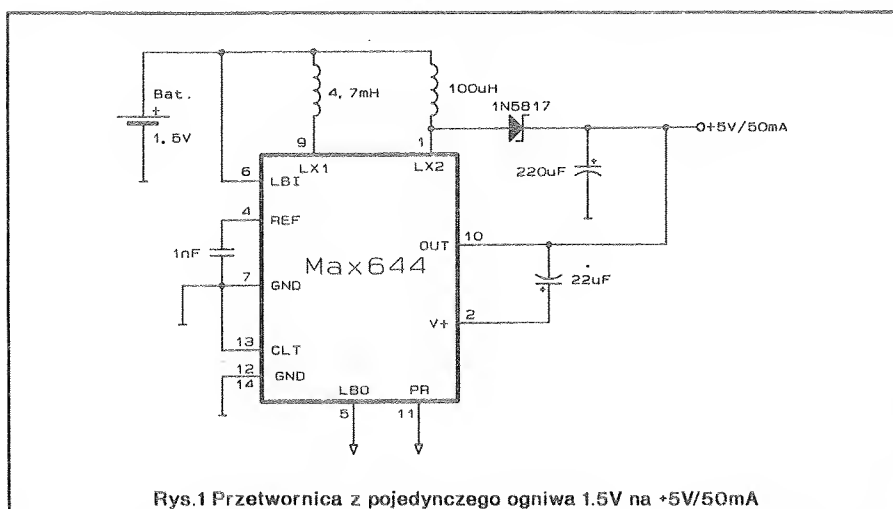 Bat.
1.5V
4,7mH
100uH
1N5817
O+5V/50mA
9
1
LX1
LX2
6
LBI
220uF
4
REF
OUT
10
1nF
Max644
7
GND
22uF
V+
2
13
CLT
12
GND
14
LBO
PR
5
11
Rys.1 Przetwornica z pojedynczego ogniwa 1.5V na +5V/50mA